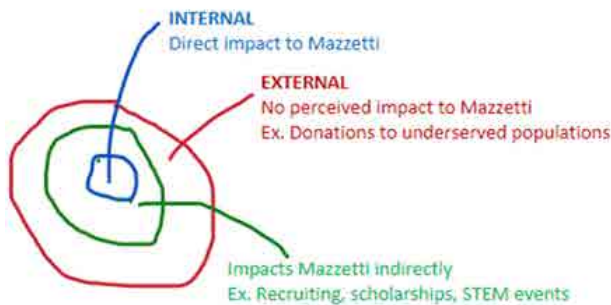 INTERNAL
Direct impact to Mazzetti
EXTERNAL
No perceived impact to Mazzetti
Ex. Donations to underserved populations
Impacts Mazzetti indirectly
Ex. Recruiting, scholarships, STEM events